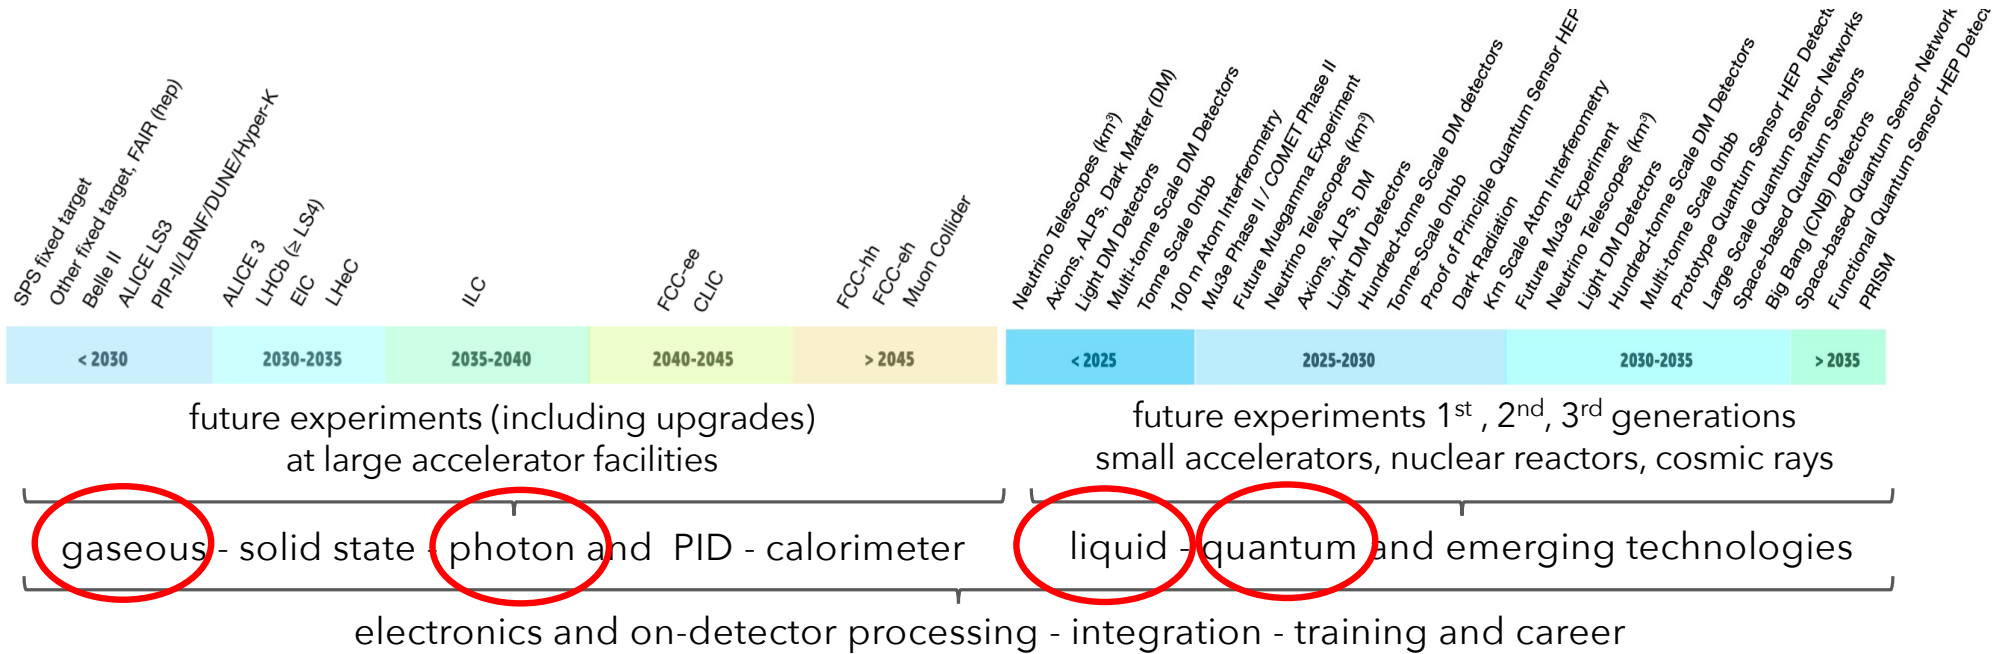 SPS fixed target
Other fixed target, FAIR (hep)
Belle II
ALICE LS3
PIP-II/LBNF/DUNE/Hyper-K
ALICE 3
LHCb (≥ LS4)
EIC
LHeC
ILC
FCC-ee
CLIC
FCC-hh
FCC-eh
Muon Collider
Neutrino Telescopes (km³)
Axions, ALPs, Dark Matter (DM)
Light DM Detectors
Multi-tonne Scale DM Detectors
Tonne Scale 0nbb
100 m Atom Interferometry
Mu3e Phase II / COMET Phase II
Future Muegamma Experiment
Neutrino Telescopes (km³)
Axions, ALPs, DM
Light DM Detectors
Hundred-tonne Scale DM detectors
Tonne-Scale 0nbb
Proof of Principle Quantum Sensor HEP
Dark Radiation
Km Scale Atom Interferometry
Future Mu3e Experiment
Neutrino Telescopes (km³)
Light DM Detectors
Hundred-tonne Scale DM Detectors
Multi-tonne Scale 0nbb
Prototype Quantum Sensor HEP
Large Scale Quantum Sensor Networks
Space-based Quantum Sensors
Big Bang (CNB) Detectors
Space-based Quantum Sensor Network
Functional Quantum Sensor HEP
PRISM
< 2030 2030-2035 2035-2040 2040-2045 > 2045 < 2025 2025-2030 2030-2035 > 2035
future experiments (including upgrades)
at large accelerator facilities
future experiments 1st , 2nd, 3rd generations
small accelerators, nuclear reactors, cosmic rays
gaseous - solid state - photon and PID - calorimeter
liquid - quantum and emerging technologies
electronics and on-detector processing - integration - training and career